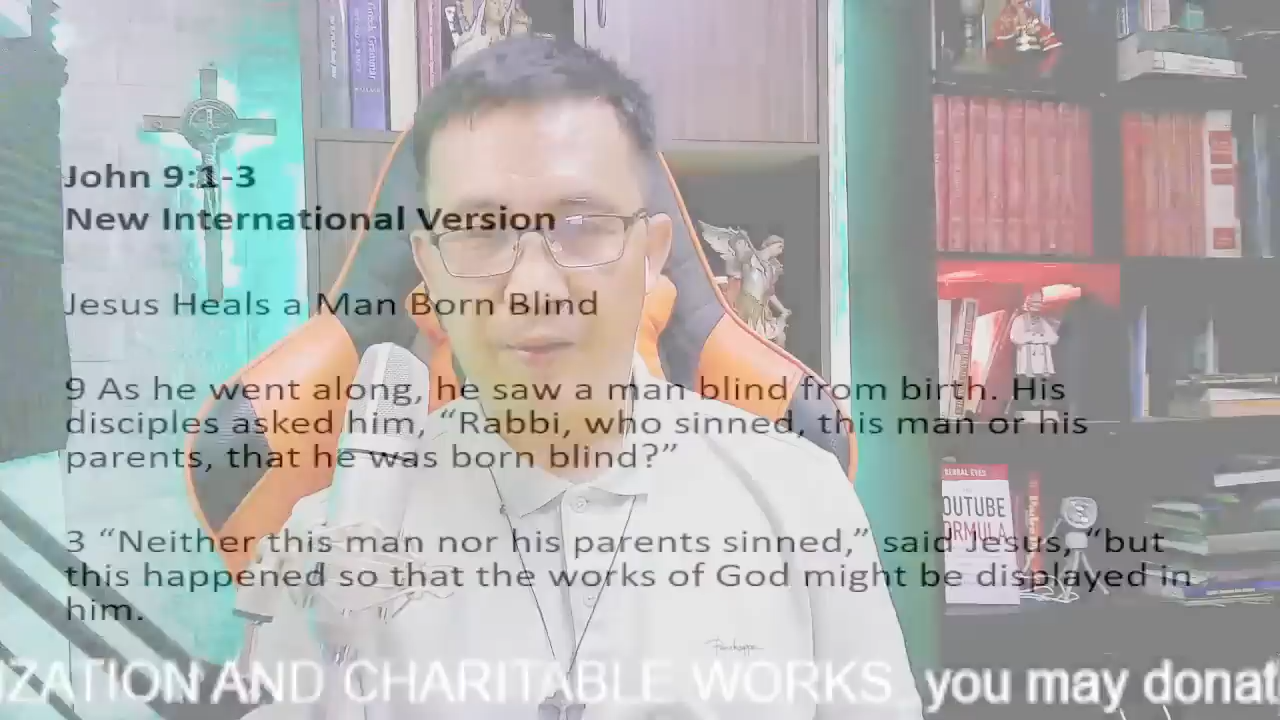 John 9:1-3
New International Version
Jesus Heals a Man Born Blind
9 As he went along, he saw a man blind from birth. His
disciples asked him, “Rabbi, who sinned, this man or his
parents, that he was born blind?”
3 “Neither this man nor his parents sinned,” said Jesus, “but
this happened so that the works of God might be displayed in
him.
OUTUBE
ORMULA
IZATION AND CHARITABLE WORKS you may donat